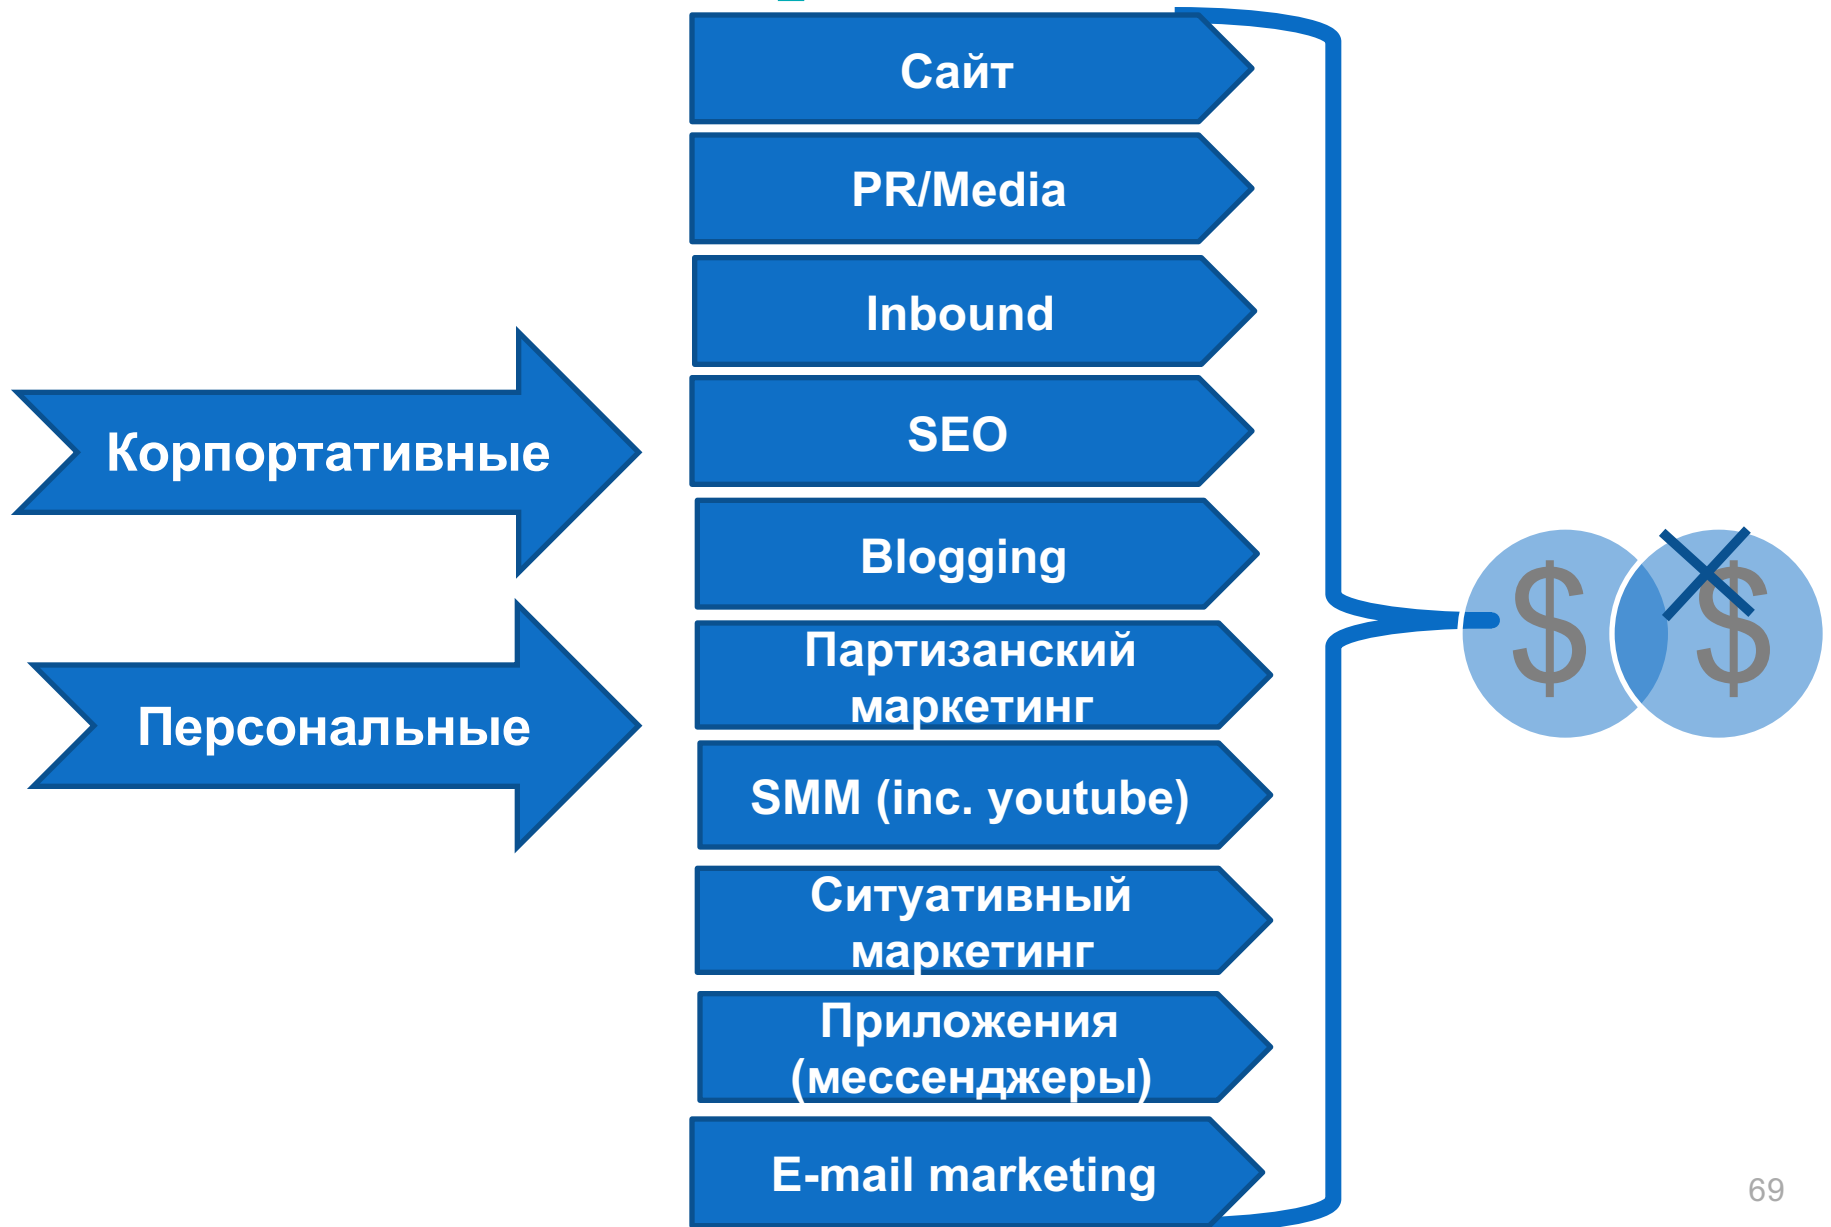 Корпортативные
Персональные
Сайт
PR/Media
Inbound
SEO
Blogging
Партизанский
маркетинг
SMM (inc. youtube)
Ситуативный
маркетинг
Приложения
(мессенджеры)
E-mail marketing
$ $
69